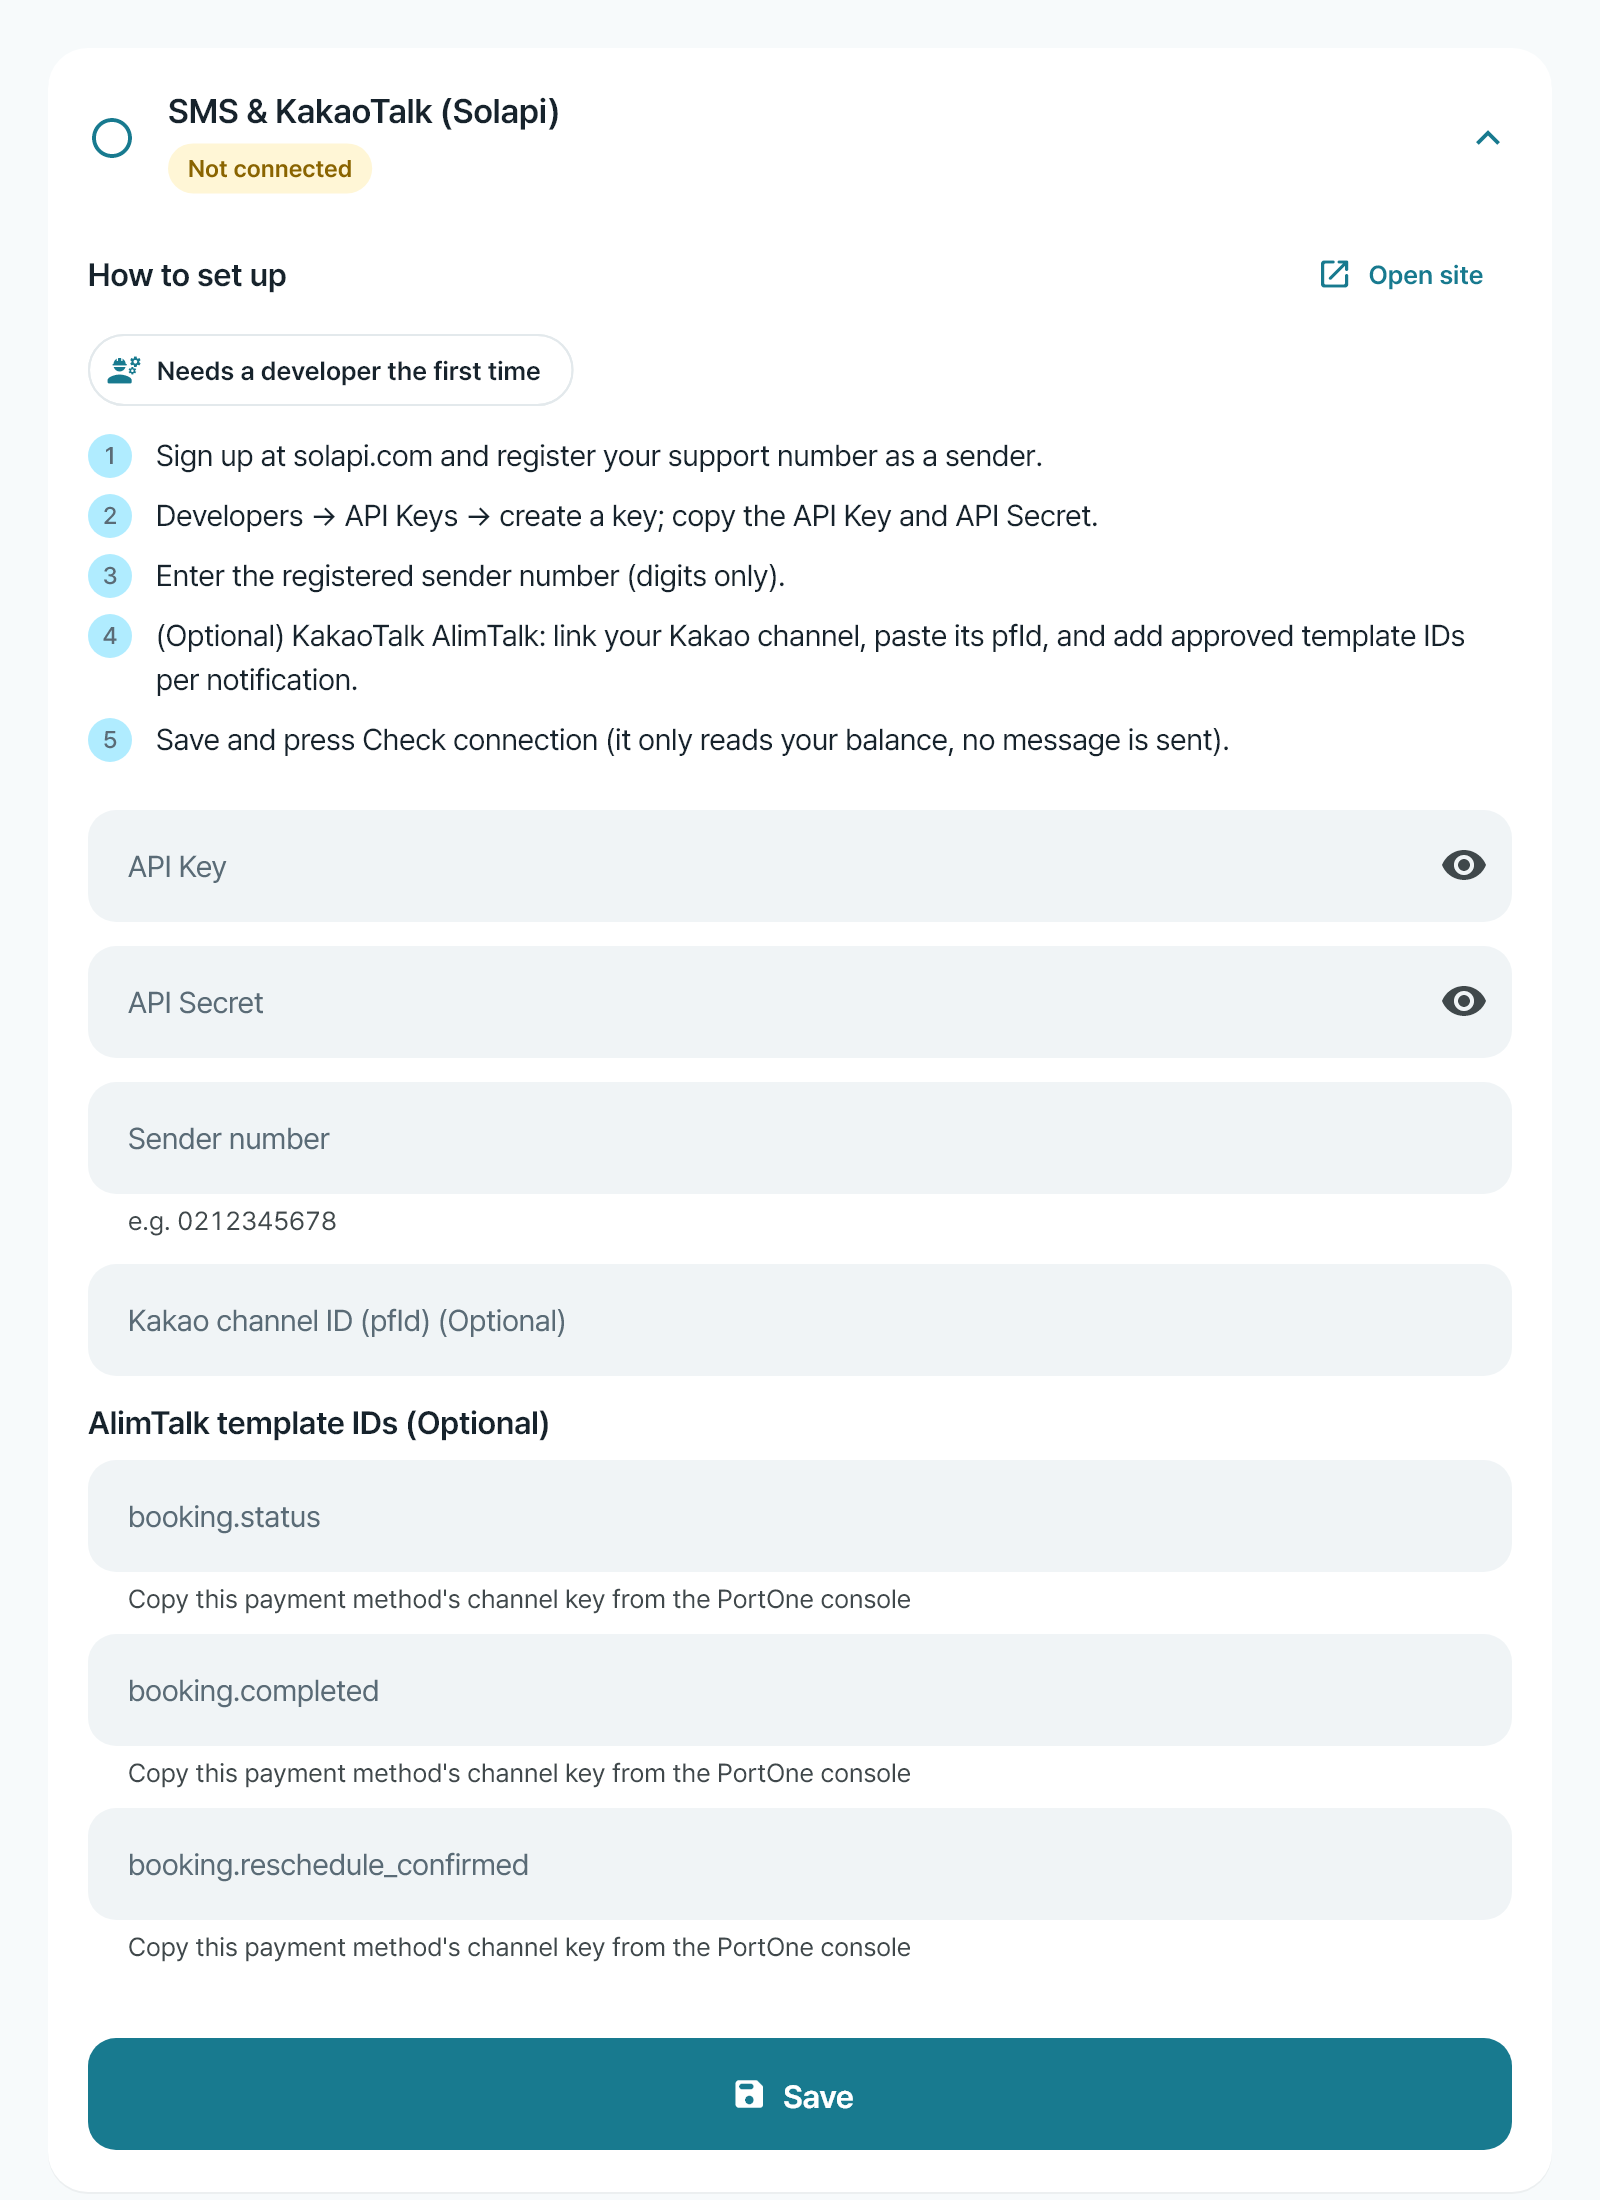 SMS & KakaoTalk (Solapi)
Not connected
How to set up
Open site
Needs a developer the first time
1 Sign up at solapi.com and register your support number as a sender.
2 Developers → API Keys → create a key; copy the API Key and API Secret.
3 Enter the registered sender number (digits only).
4 (Optional) KakaoTalk AlimTalk: link your Kakao channel, paste its pfId, and add approved template IDs
per notification.
5 Save and press Check connection (it only reads your balance, no message is sent).
API Key
API Secret
Sender number
e.g. 0212345678
Kakao channel ID (pfId) (Optional)
AlimTalk template IDs (Optional)
booking.status
Copy this payment method's channel key from the PortOne console
booking.completed
Copy this payment method's channel key from the PortOne console
booking.reschedule_confirmed
Copy this payment method's channel key from the PortOne console
Save